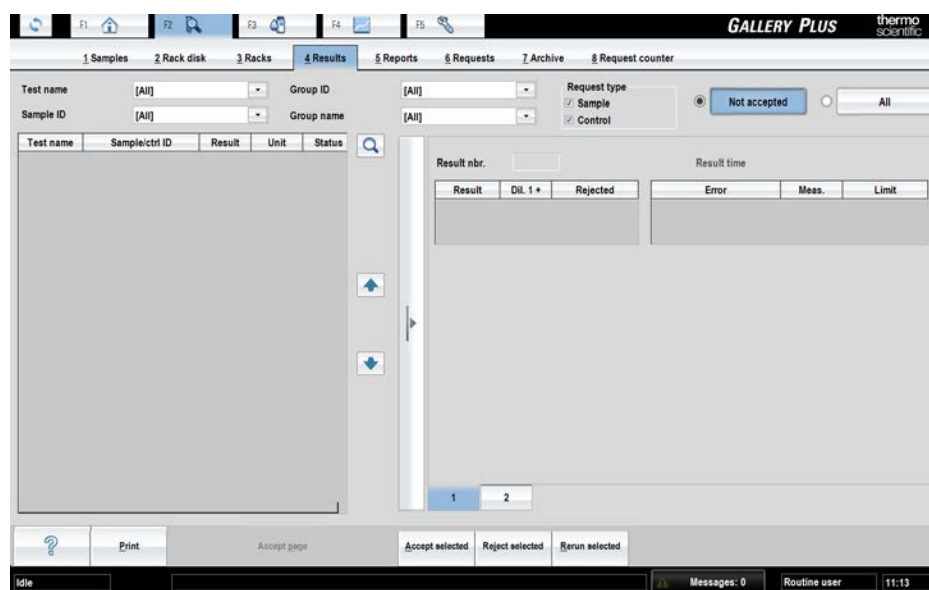 F1 F2 F3 F4 F5 GALLERY PLUS thermo scientific
1 Samples 2 Rack disk 3 Racks 4 Results 5 Reports 6 Requests 7 Archive 8 Request counter
Test name [All] Group ID [All] Request type
Sample
Not accepted All
Sample ID [All] Group name [All] Control
Test name Sample/ctrl ID Result Unit Status
Result nbr. Result time
Result Dil. 1 + Rejected Error Meas. Limit
1 2
? Print Accept page Accept selected Reject selected Rerun selected
Idle Messages: 0 Routine user 11:13